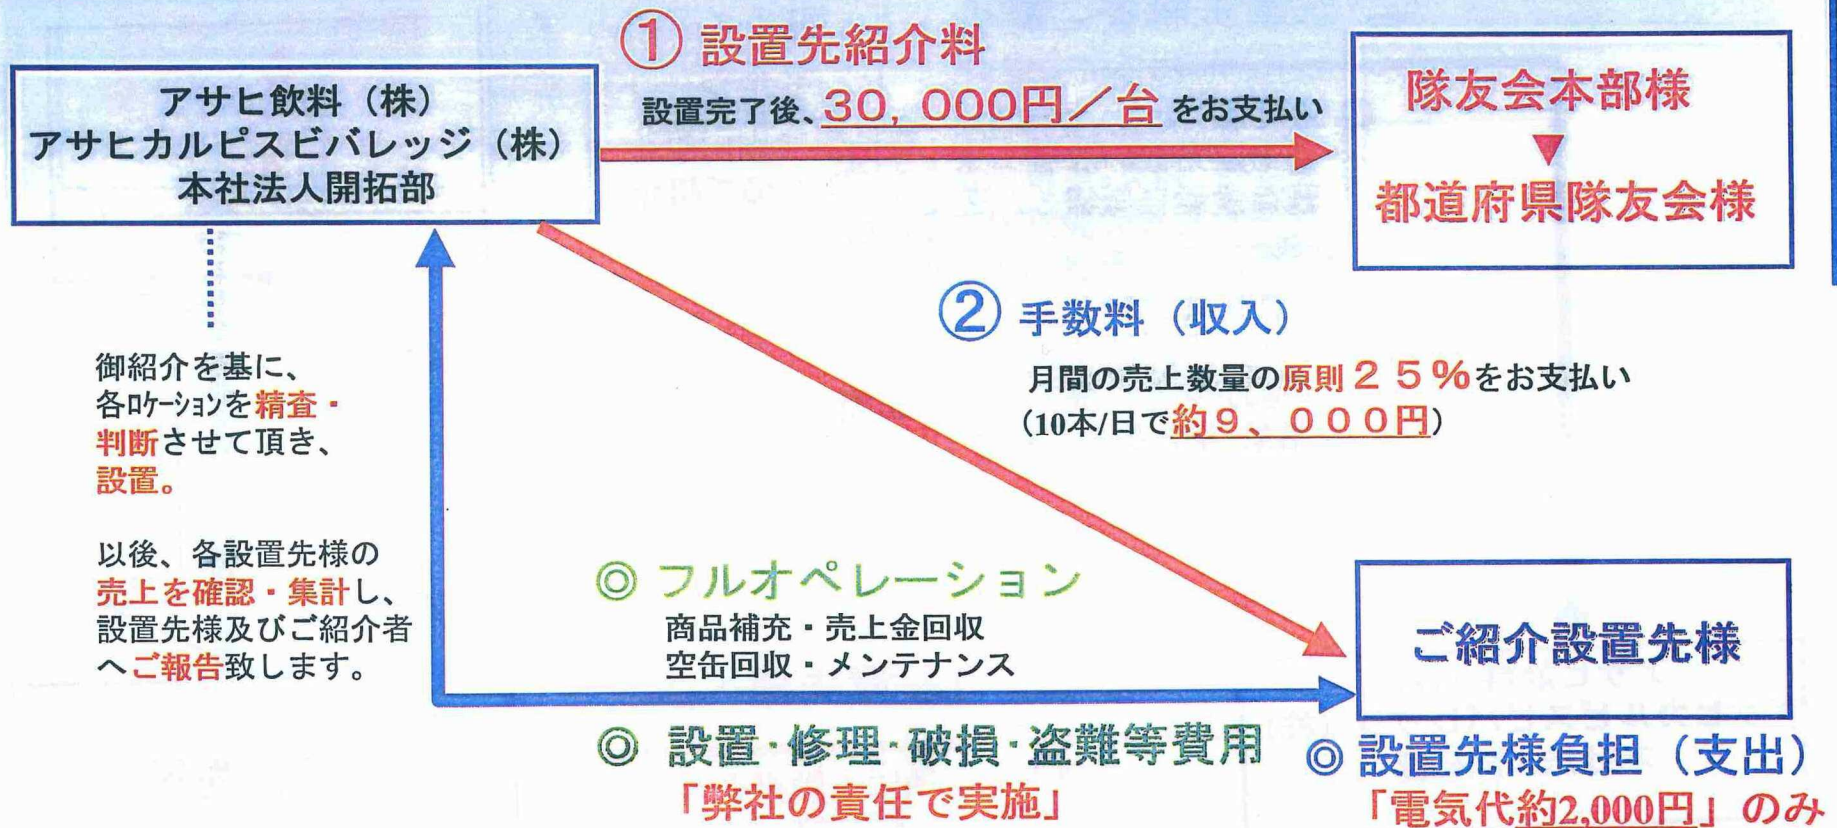 ① 設置先紹介料
設置完了後、30,000円/台 をお支払い
アサヒ飲料(株)
アサヒカルピスビバレッジ(株)
本社法人開拓部
隊友会本部様
▼
都道府県隊友会様
② 手数料(収入)
月間の売上数量の原則25%をお支払い
(10本/日で約9、000円)
御紹介を基に、
各ロケーションを精査・
判断させて頂き、
設置。
以後、各設置先様の
売上を確認・集計し、
設置先様及びご紹介者
へご報告致します。
◎ フルオペレーション
商品補充・売上金回収
空缶回収・メンテナンス
◎ 設置・修理・破損・盗難等費用
「弊社の責任で実施」
ご紹介設置先様
◎ 設置先様負担(支出)
「電気代約2,000円」のみ